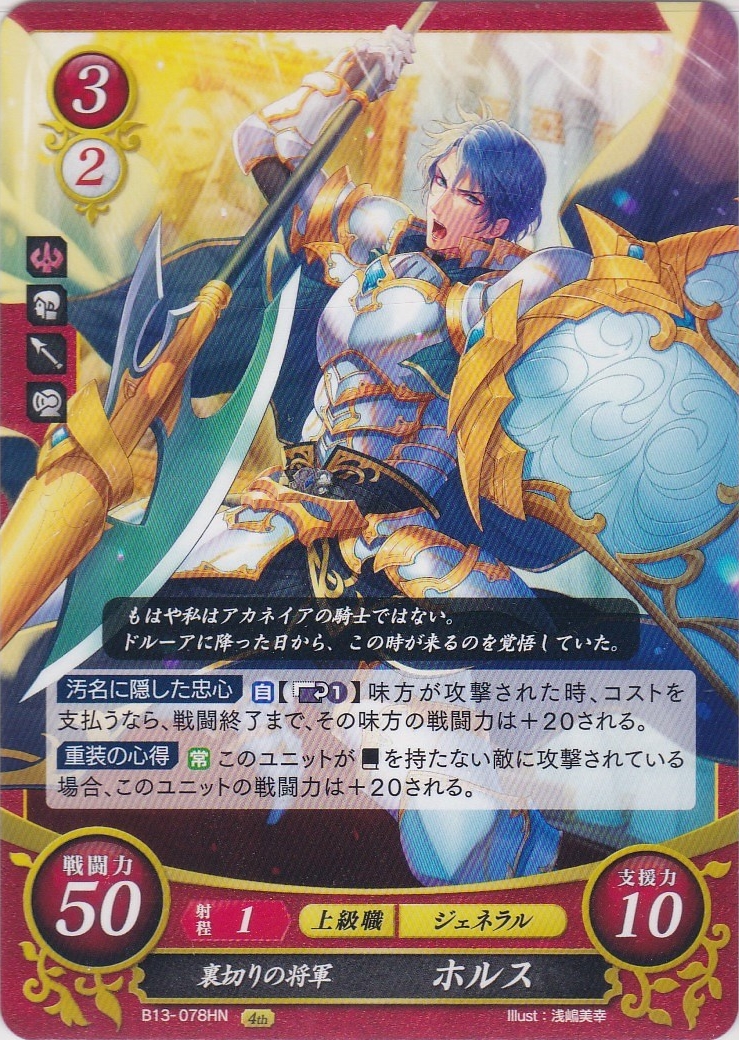 3
2
もはや私はアカネイアの騎士ではない。
ドルーアに降った日から、この時が来るのを覚悟していた。
汚名に隠した忠心 自【1】味方が攻撃された時、コストを
支払うなら、戦闘終了まで、その味方の戦闘力は＋20される。
重装の心得 常 このユニットが を持たない敵に攻撃されている
場合、このユニットの戦闘力は＋20される。
戦闘力
50
射程 1
上級職 ジェネラル
支援力
10
裏切りの将軍 ホルス
B13-078HN 4th
Illust：浅嶋美幸